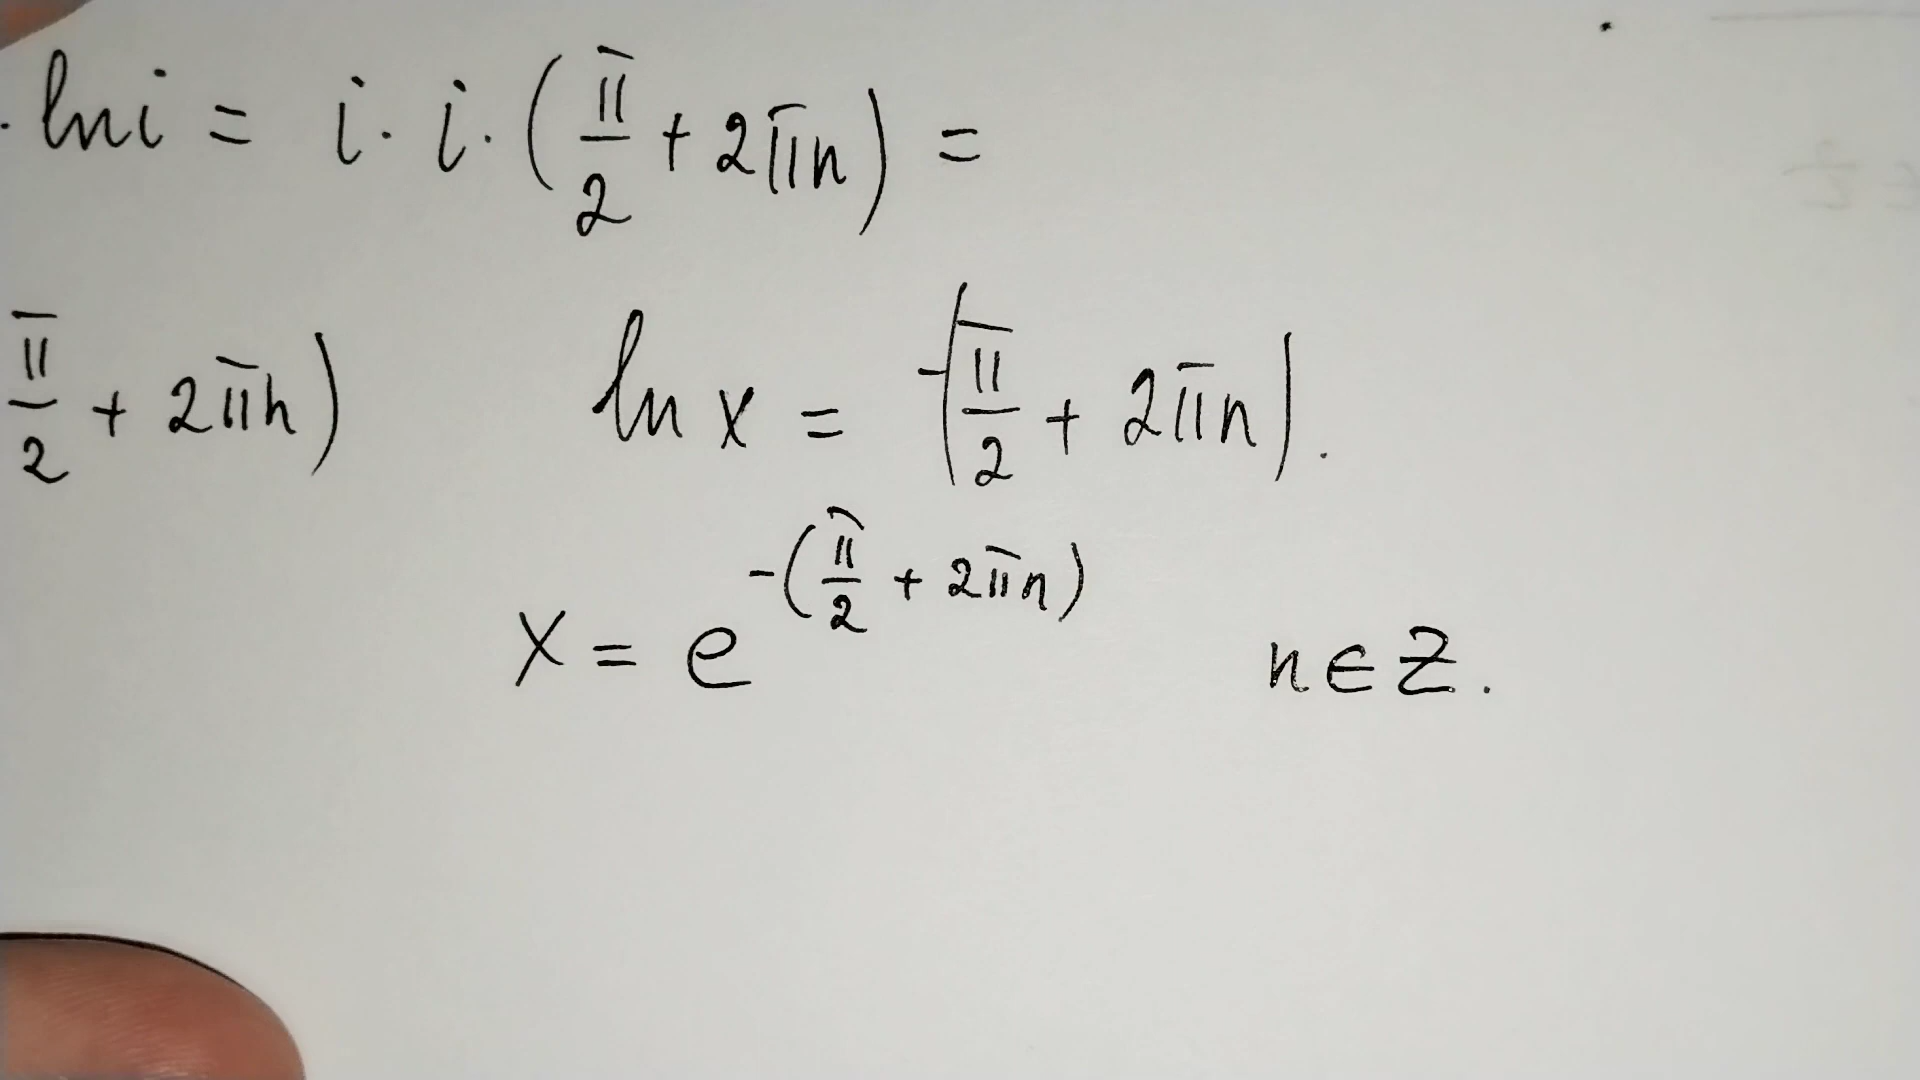 · ln i = i · i · (π/2 + 2πn) =
π/2 + 2πn) ln x = -(π/2 + 2πn).
x = e^-(π/2 + 2πn) n ∈ Z.